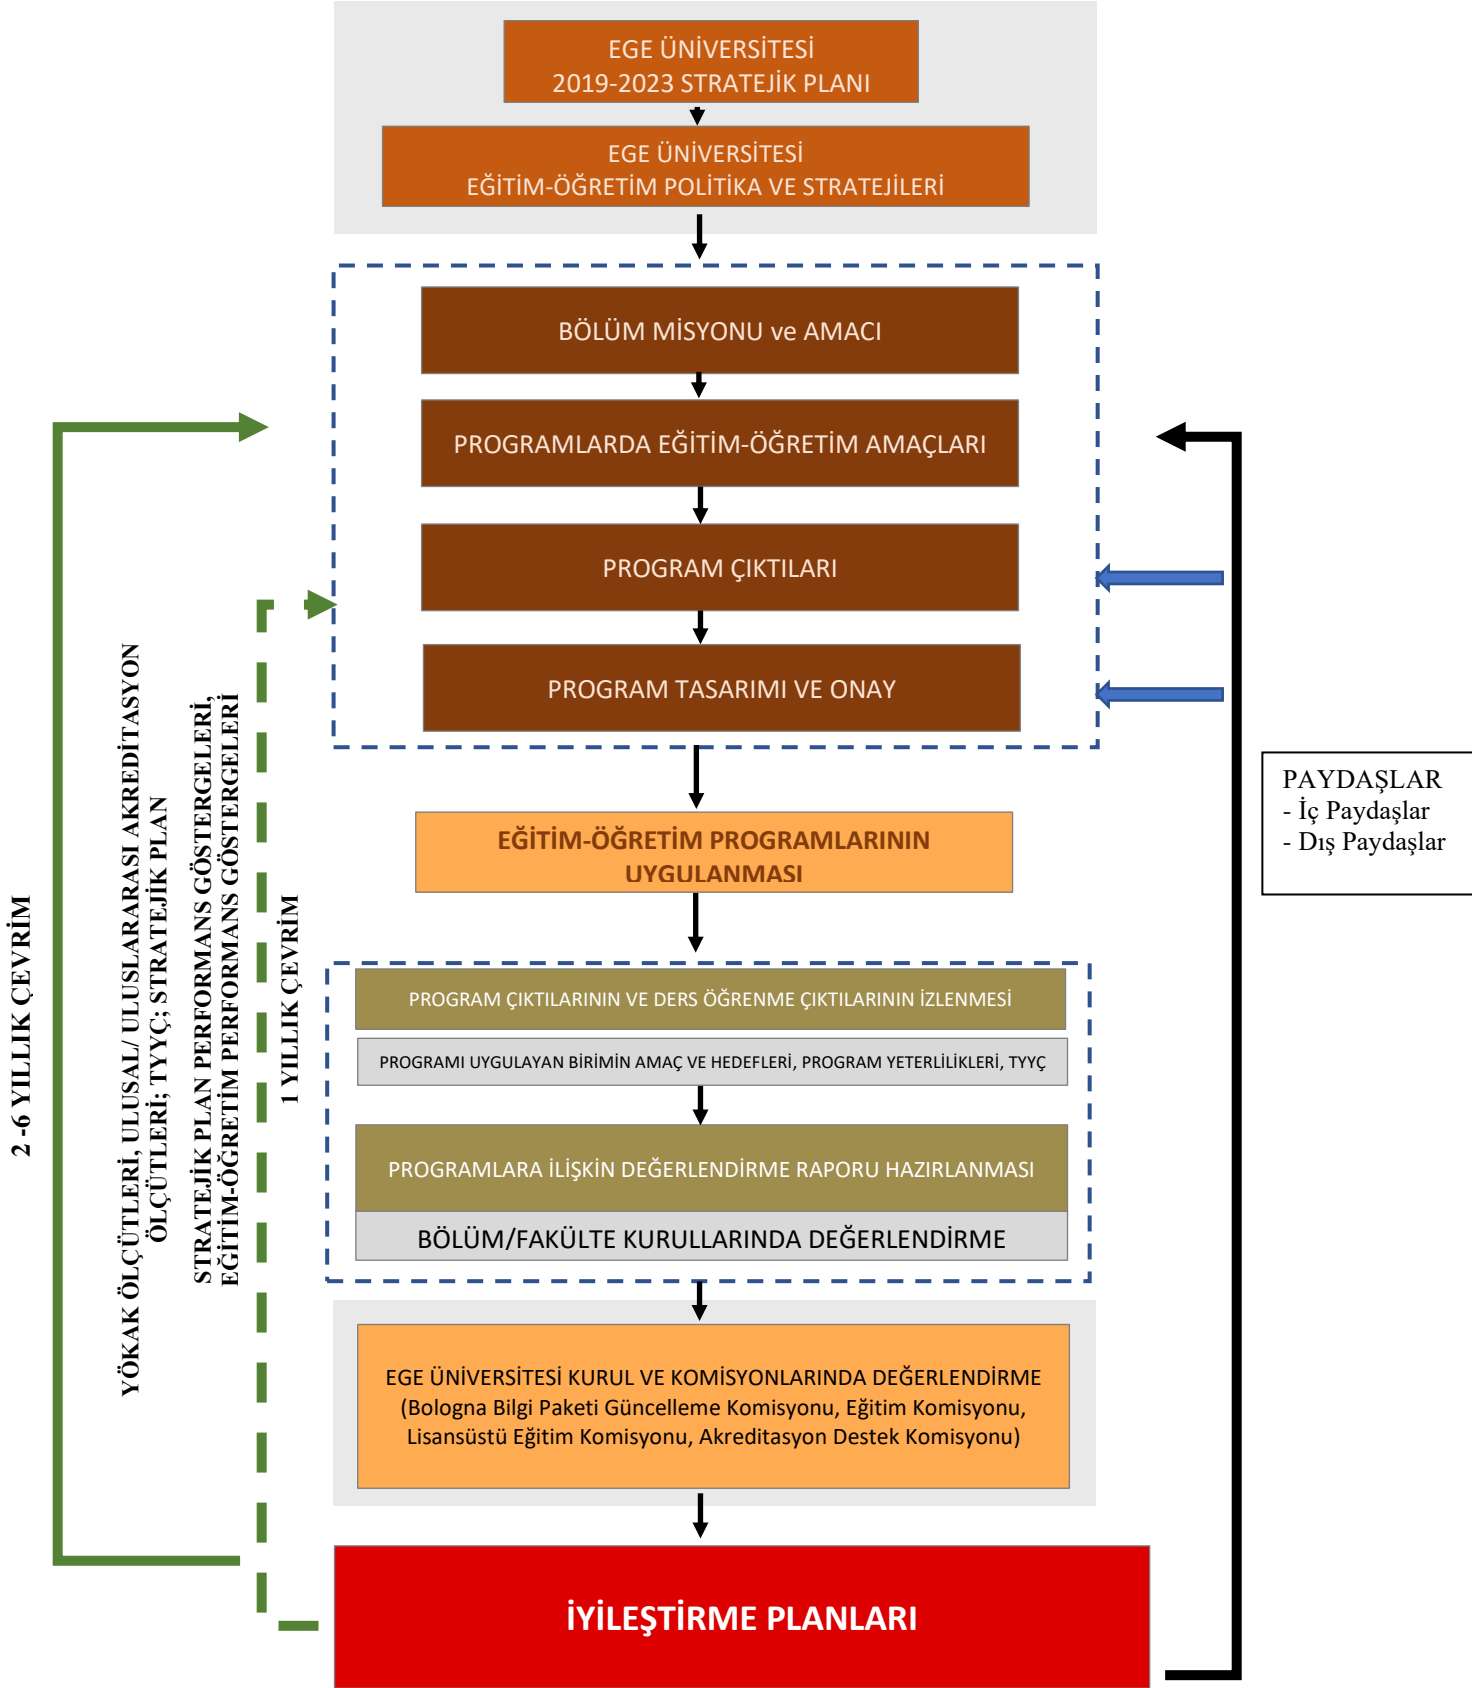 EGE ÜNİVERSİTESİ
2019-2023 STRATEJİK PLANI
EGE ÜNİVERSİTESİ
EĞİTİM-ÖĞRETİM POLİTİKA VE STRATEJİLERİ
BÖLÜM MİSYONU ve AMACI
PROGRAMLARDA EĞİTİM-ÖĞRETİM AMAÇLARI
PROGRAM ÇIKTILARI
PROGRAM TASARIMI VE ONAY
EĞİTİM-ÖĞRETİM PROGRAMLARININ
UYGULANMASI
PROGRAM ÇIKTILARININ VE DERS ÖĞRENME ÇIKTILARININ İZLENMESİ
PROGRAMI UYGULAYAN BİRİMİN AMAÇ VE HEDEFLERİ, PROGRAM YETERLİLİKLERİ, TYYÇ
PROGRAMLARA İLİŞKİN DEĞERLENDİRME RAPORU HAZIRLANMASI
BÖLÜM/FAKÜLTE KURULLARINDA DEĞERLENDİRME
EGE ÜNİVERSİTESİ KURUL VE KOMİSYONLARINDA DEĞERLENDİRME
(Bologna Bilgi Paketi Güncelleme Komisyonu, Eğitim Komisyonu,
Lisansüstü Eğitim Komisyonu, Akreditasyon Destek Komisyonu)
İYİLEŞTİRME PLANLARI
2 -6 YILLIK ÇEVRİM
YÖKAK ÖLÇÜTLERİ, ULUSAL/ ULUSLARARASI AKREDİTASYON
ÖLÇÜTLERİ; TYYÇ; STRATEJİK PLAN
STRATEJİK PLAN PERFORMANS GÖSTERGELERİ,
EĞİTİM-ÖĞRETİM PERFORMANS GÖSTERGELERİ
1 YILLIK ÇEVRİM
PAYDAŞLAR
- İç Paydaşlar
- Dış Paydaşlar